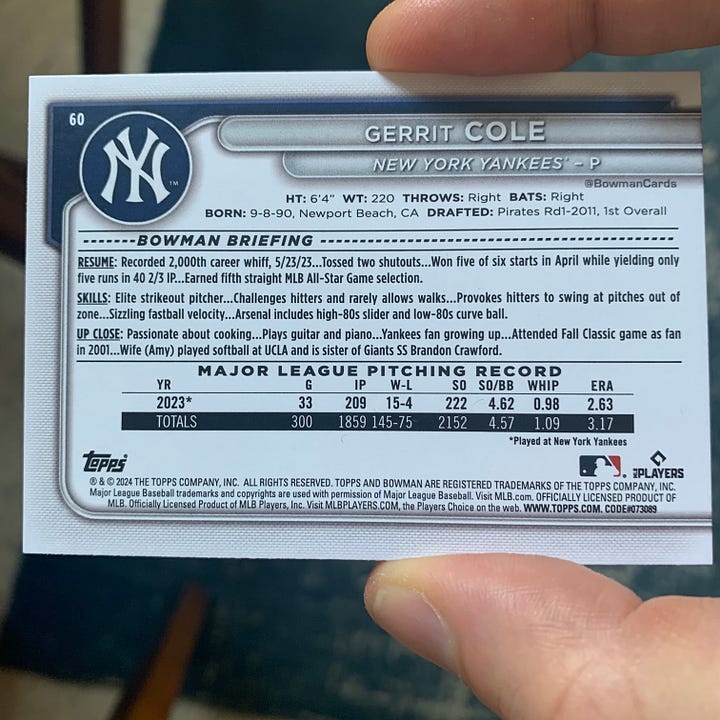 60
NY
TM
GERRIT COLE
NEW YORK YANKEES® – P
@BowmanCards
HT: 6'4" WT: 220 THROWS: Right BATS: Right
BORN: 9-8-90, Newport Beach, CA DRAFTED: Pirates Rd1-2011, 1st Overall
BOWMAN BRIEFING
RESUME: Recorded 2,000th career whiff, 5/23/23...Tossed two shutouts...Won five of six starts in April while yielding only
five runs in 40 2/3 IP...Earned fifth straight MLB All-Star Game selection.
SKILLS: Elite strikeout pitcher...Challenges hitters and rarely allows walks...Provokes hitters to swing at pitches out of
zone...Sizzling fastball velocity...Arsenal includes high-80s slider and low-80s curve ball.
UP CLOSE: Passionate about cooking...Plays guitar and piano...Yankees fan growing up...Attended Fall Classic game as fan
in 2001...Wife (Amy) played softball at UCLA and is sister of Giants SS Brandon Crawford.
MAJOR LEAGUE PITCHING RECORD
YR G IP W-L SO SO/BB WHIP ERA
2023* 33 209 15-4 222 4.62 0.98 2.63
TOTALS 300 1859 145-75 2152 4.57 1.09 3.17
*Played at New York Yankees
Topps
MLB PLAYERS
® & © 2024 THE TOPPS COMPANY, INC. ALL RIGHTS RESERVED. TOPPS AND BOWMAN ARE REGISTERED TRADEMARKS OF THE TOPPS COMPANY, INC.
Major League Baseball trademarks and copyrights are used with permission of Major League Baseball. Visit MLB.com. OFFICIALLY LICENSED PRODUCT OF
MLB. Officially Licensed Product of MLB Players, Inc. Visit MLBPLAYERS.COM, the Players Choice on the web. WWW.TOPPS.COM. CODE#073089